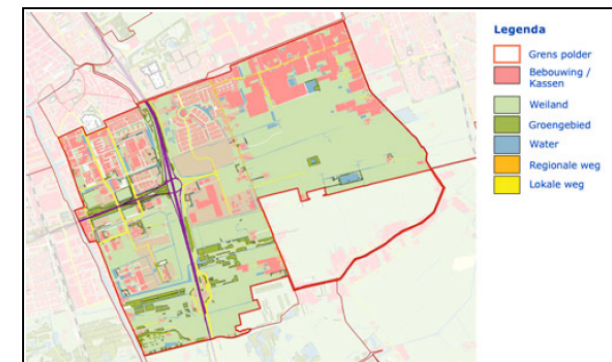 Legenda
Grens polder
Bebouwing /
Kassen
Weiland
Groengebied
Water
Regionale weg
Lokale weg